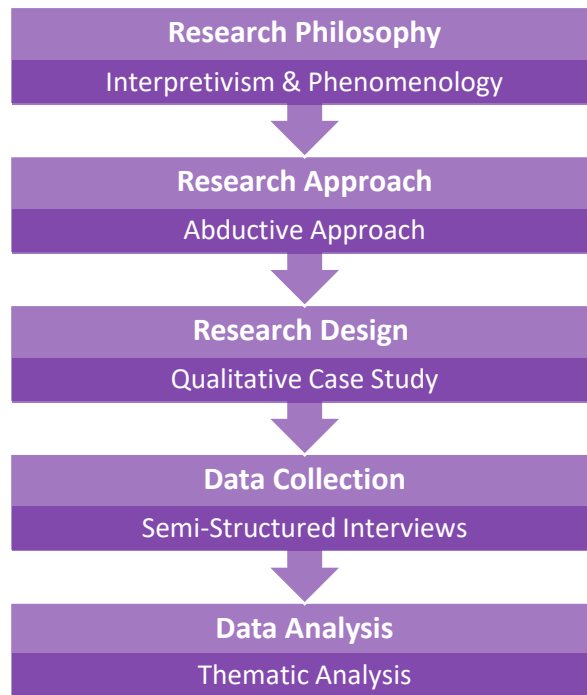 Research Philosophy
Interpretivism & Phenomenology
Research Approach
Abductive Approach
Research Design
Qualitative Case Study
Data Collection
Semi-Structured Interviews
Data Analysis
Thematic Analysis